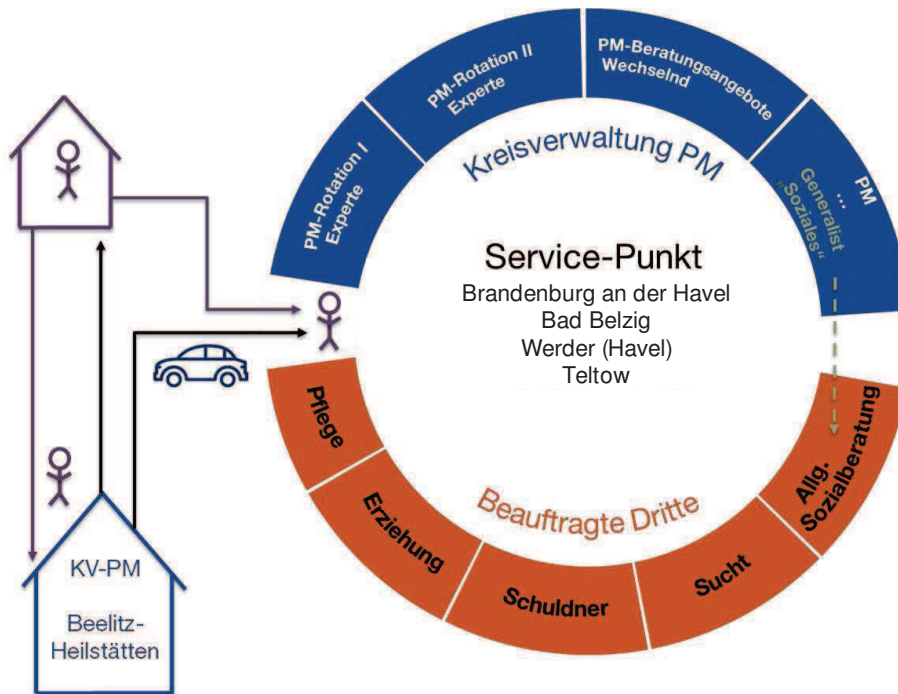 PM-Rotation I
Experte
PM-Rotation II
Experte
PM-Beratungsangebote
Wechselnd
PM
...
Generalist
„Soziales“
Kreisverwaltung PM
Service-Punkt
Brandenburg an der Havel
Bad Belzig
Werder (Havel)
Teltow
Beauftragte Dritte
Pflege
Erziehung
Schuldner
Sucht
Allg.
Sozialberatung
KV-PM
Beelitz-
Heilstätten